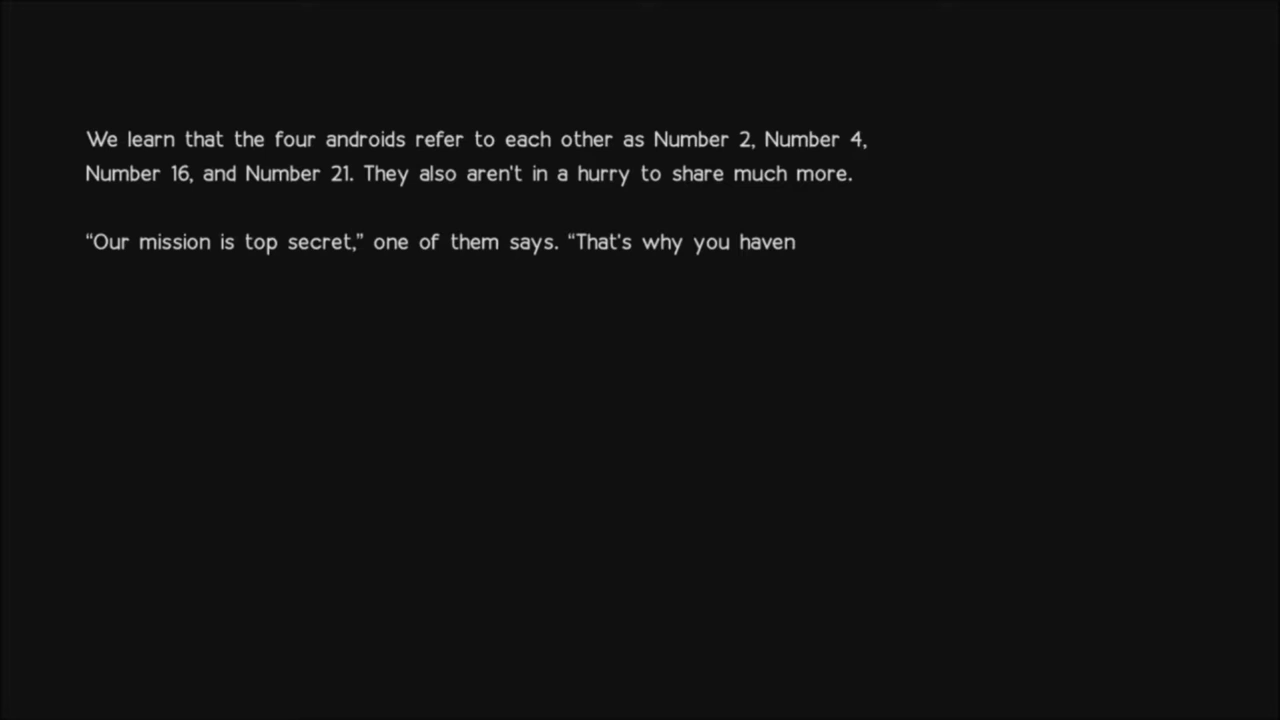 We learn that the four androids refer to each other as Number 2, Number 4,
Number 16, and Number 21. They also aren't in a hurry to share much more.
“Our mission is top secret,” one of them says. “That's why you haven